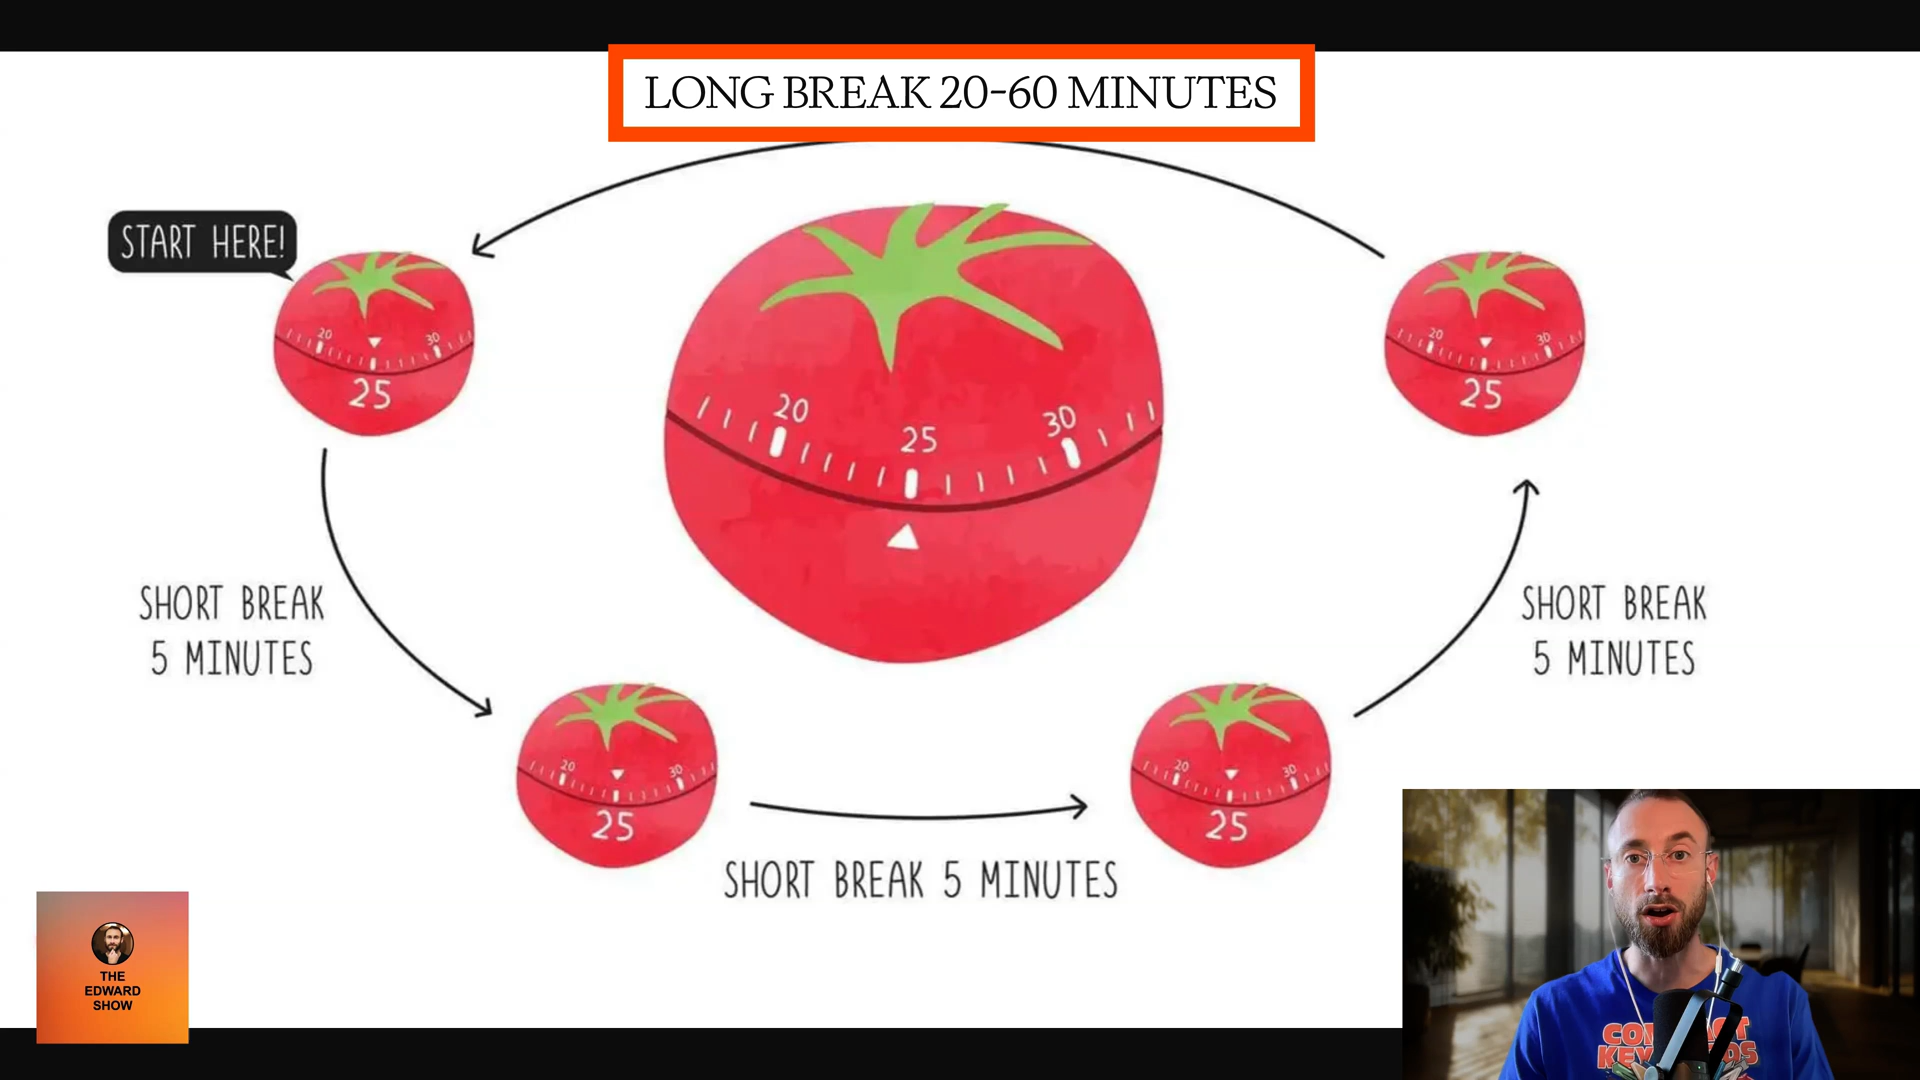 LONG BREAK 20-60 MINUTES
START HERE!
20 30
25
20 30
25
20 25 30
SHORT BREAK
5 MINUTES
SHORT BREAK
5 MINUTES
20 30
25
20 30
25
SHORT BREAK 5 MINUTES
THE
EDWARD
SHOW